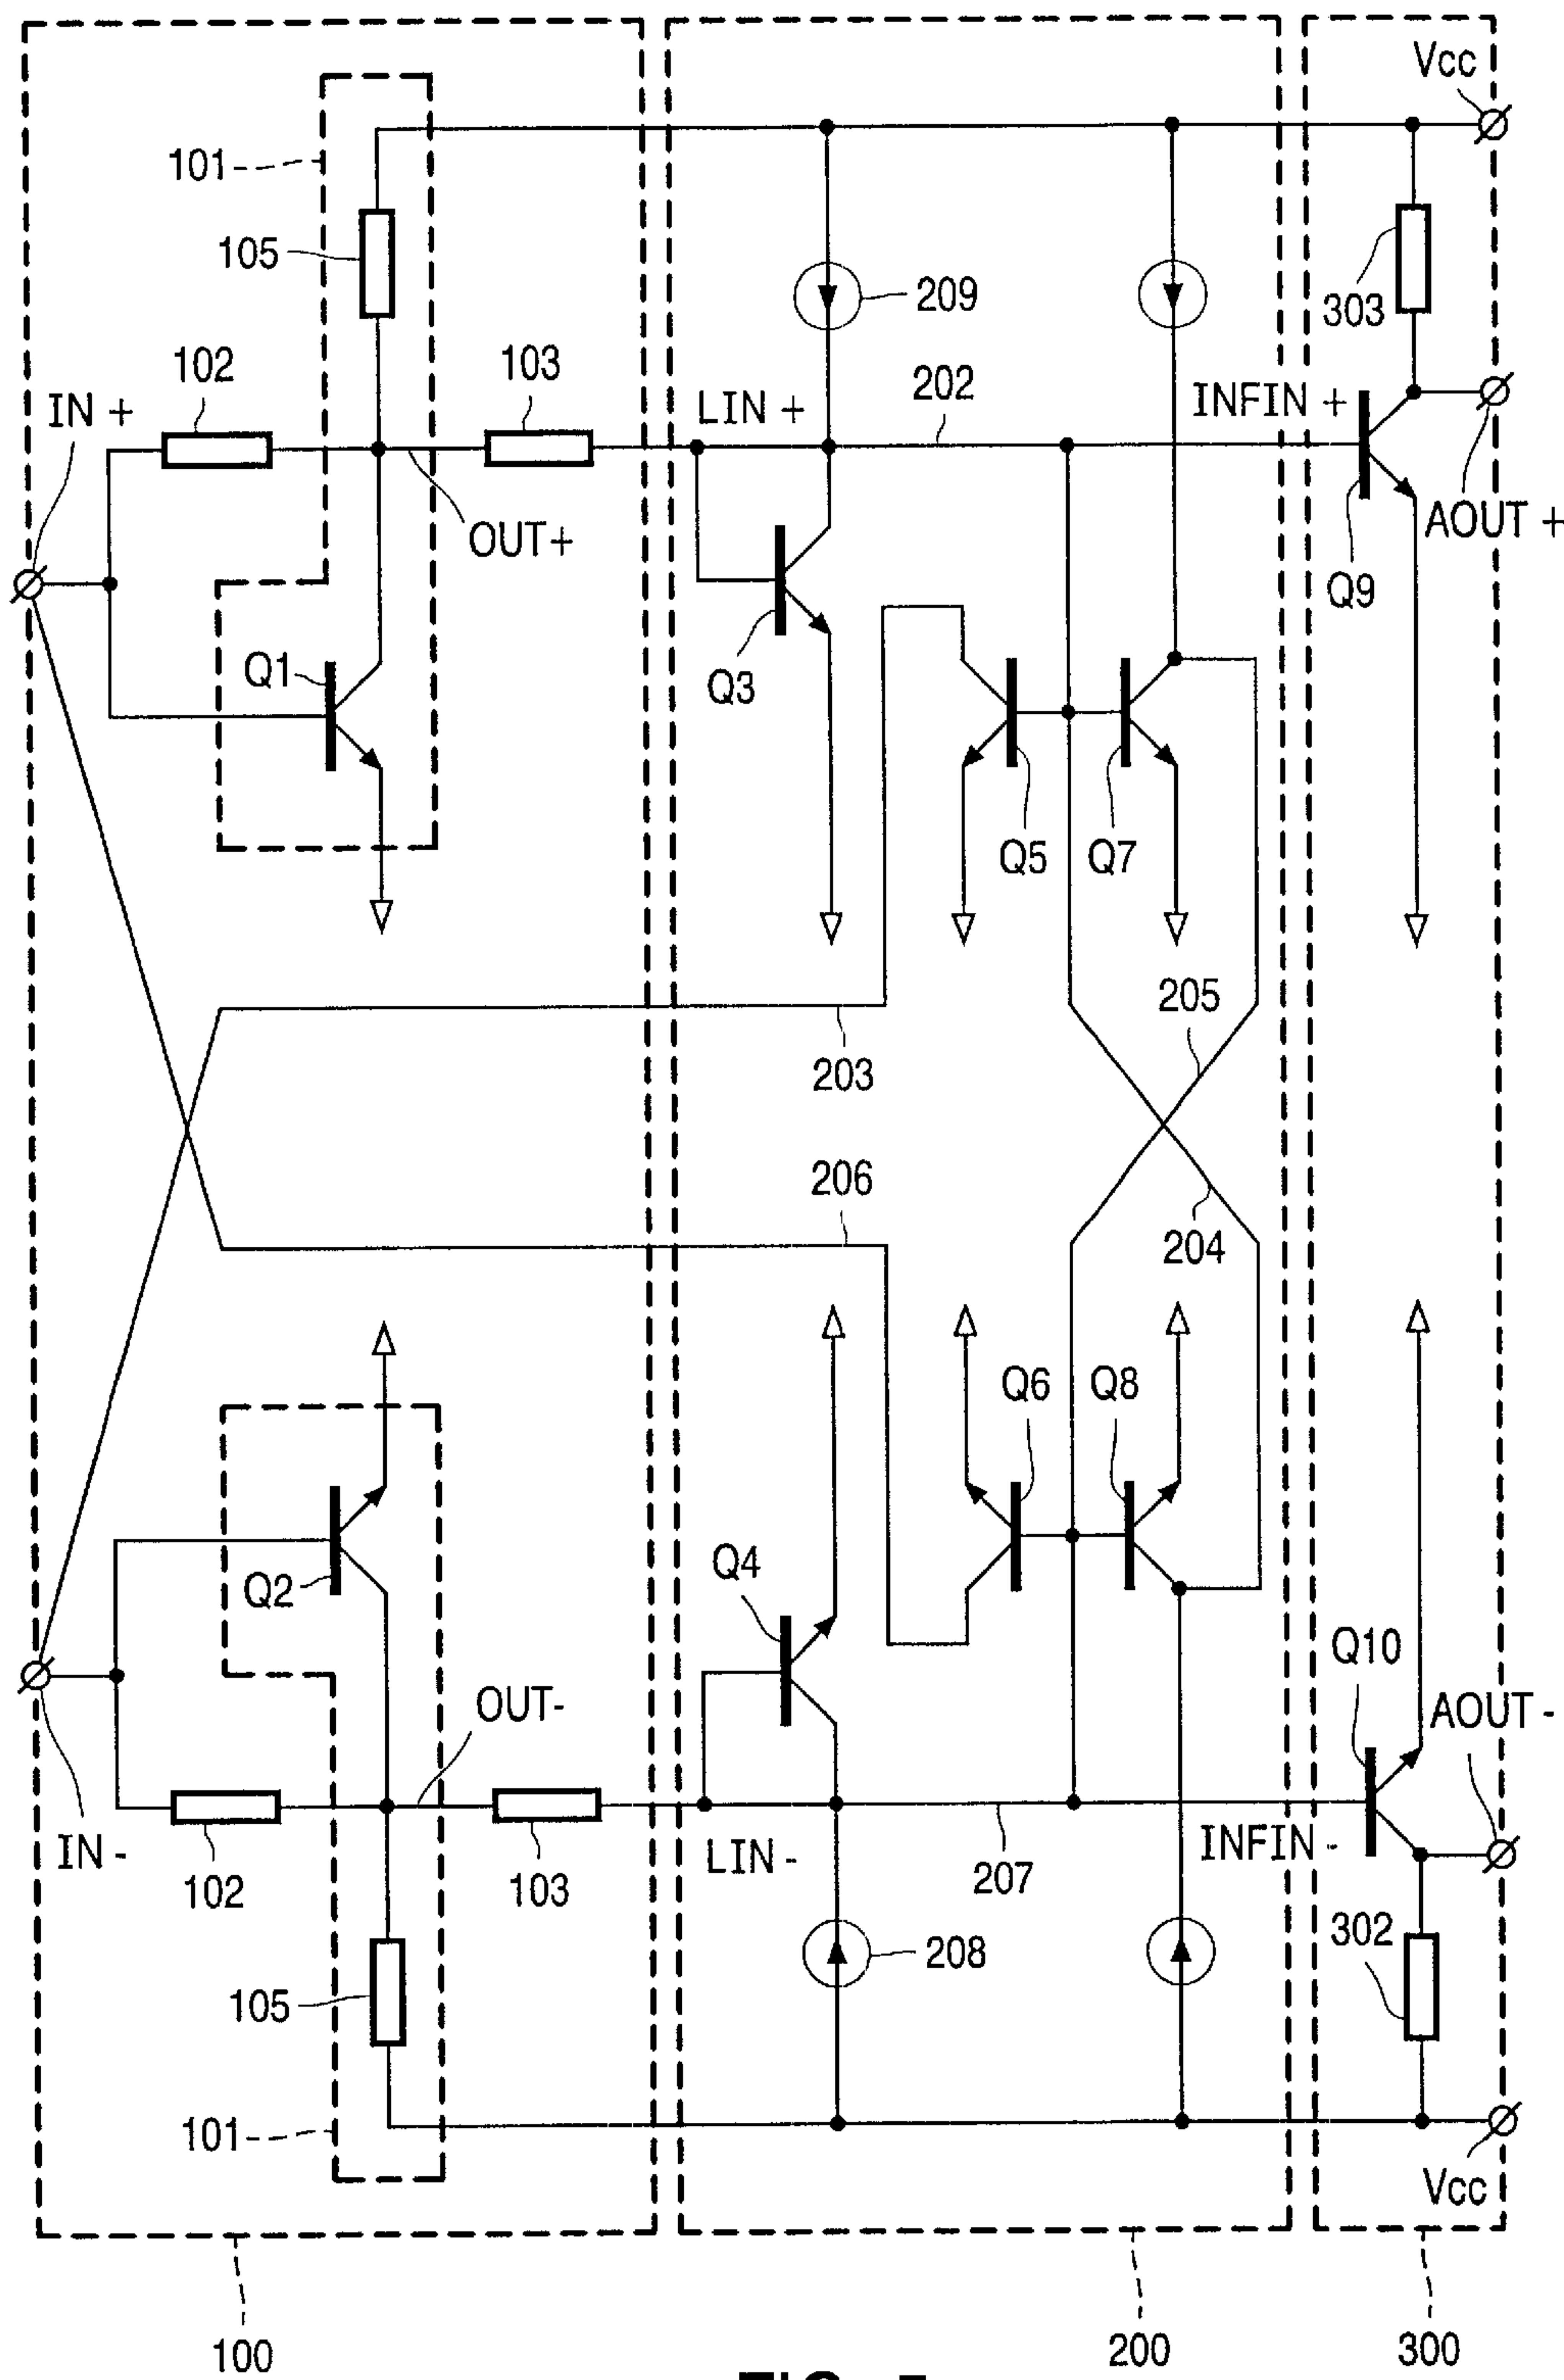 Vcc
101
105
209
303
102
103
202
IN +
LIN +
INFIN +
OUT+
AOUT +
Q9
Q1
Q3
Q5
Q7
205
203
206
204
Q6
Q8
Q4
Q2
Q10
OUT-
AOUT -
IN -
LIN -
INFIN -
102
103
207
302
208
105
101
Vcc
100
200
300